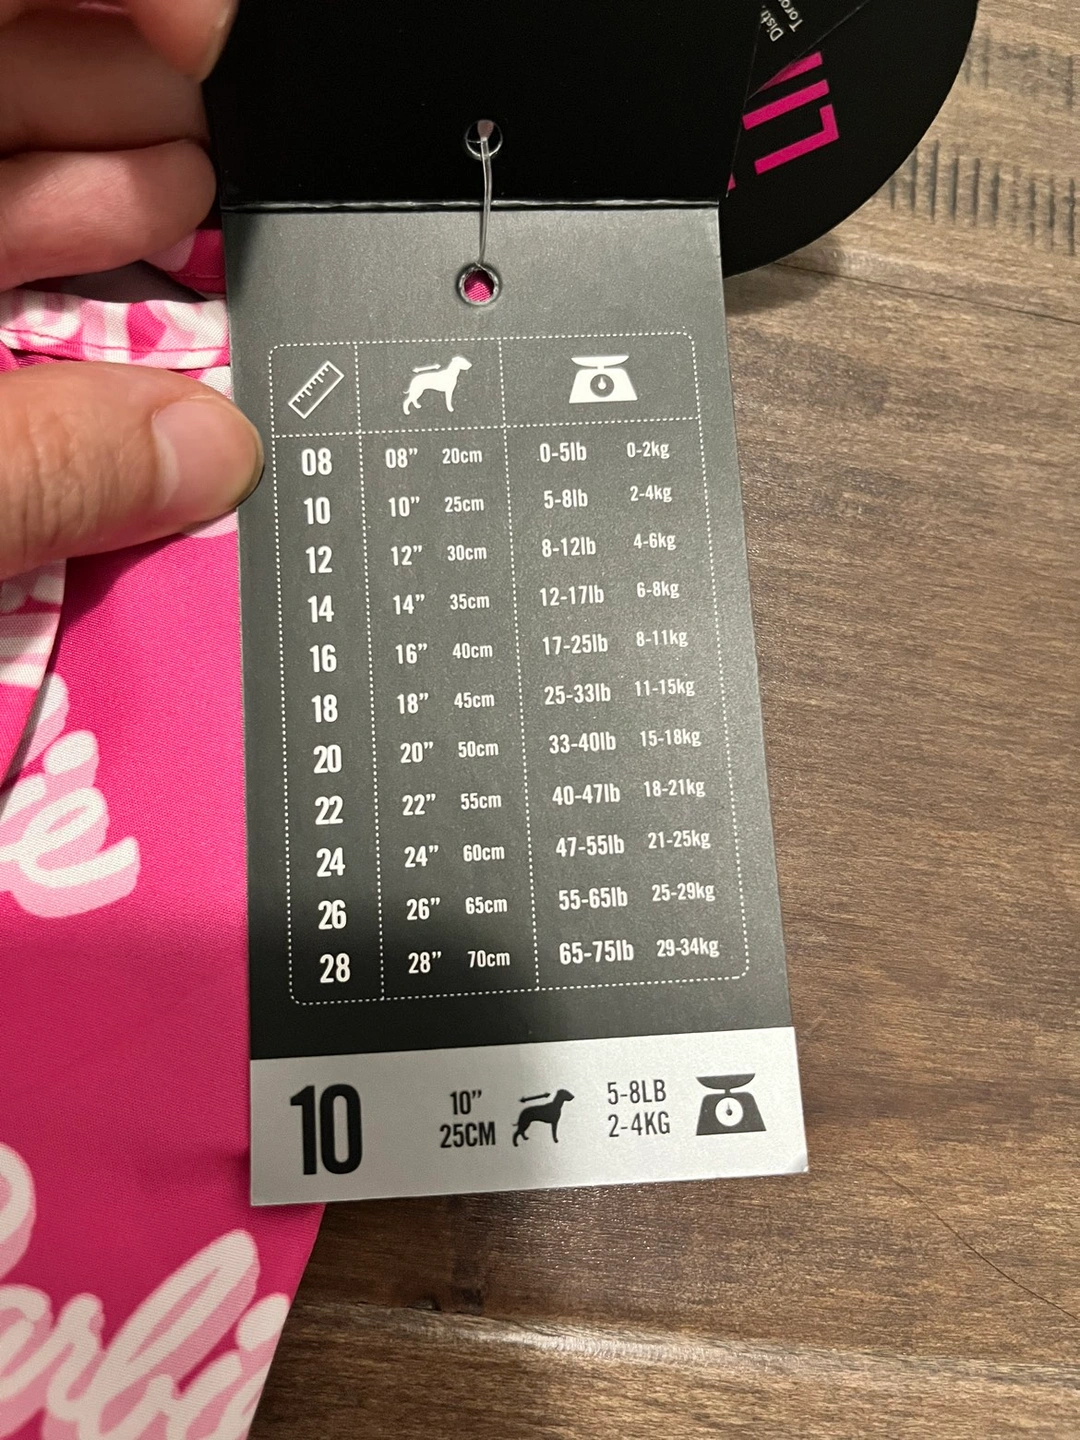 Distr
Toro
08 08” 20cm 0-5lb 0-2kg
10 10” 25cm 5-8lb 2-4kg
12 12” 30cm 8-12lb 4-6kg
14 14” 35cm 12-17lb 6-8kg
16 16” 40cm 17-25lb 8-11kg
18 18” 45cm 25-33lb 11-15kg
20 20” 50cm 33-40lb 15-18kg
22 22” 55cm 40-47lb 18-21kg
24 24” 60cm 47-55lb 21-25kg
26 26” 65cm 55-65lb 25-29kg
28 28” 70cm 65-75lb 29-34kg
10 10” 5-8LB
25CM 2-4KG
ie
arbi